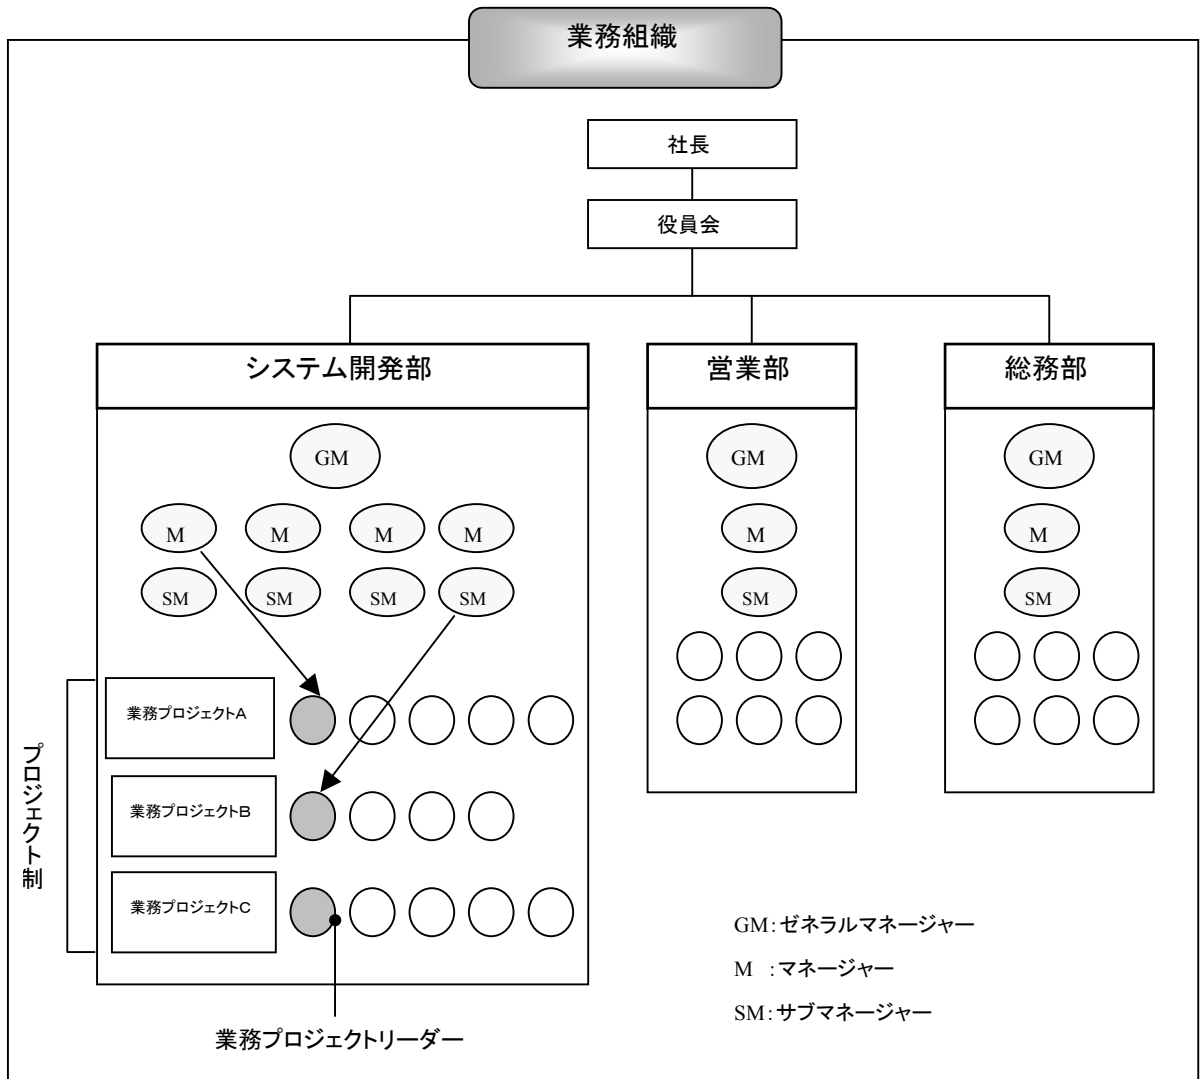 業務組織
社長
役員会
システム開発部
営業部
総務部
GM
GM
GM
M
M
M
M
M
M
SM
SM
SM
SM
SM
SM
プロジェクト制
業務プロジェクトA
業務プロジェクトB
業務プロジェクトC
業務プロジェクトリーダー
GM:ゼネラルマネージャー
M :マネージャー
SM:サブマネージャー